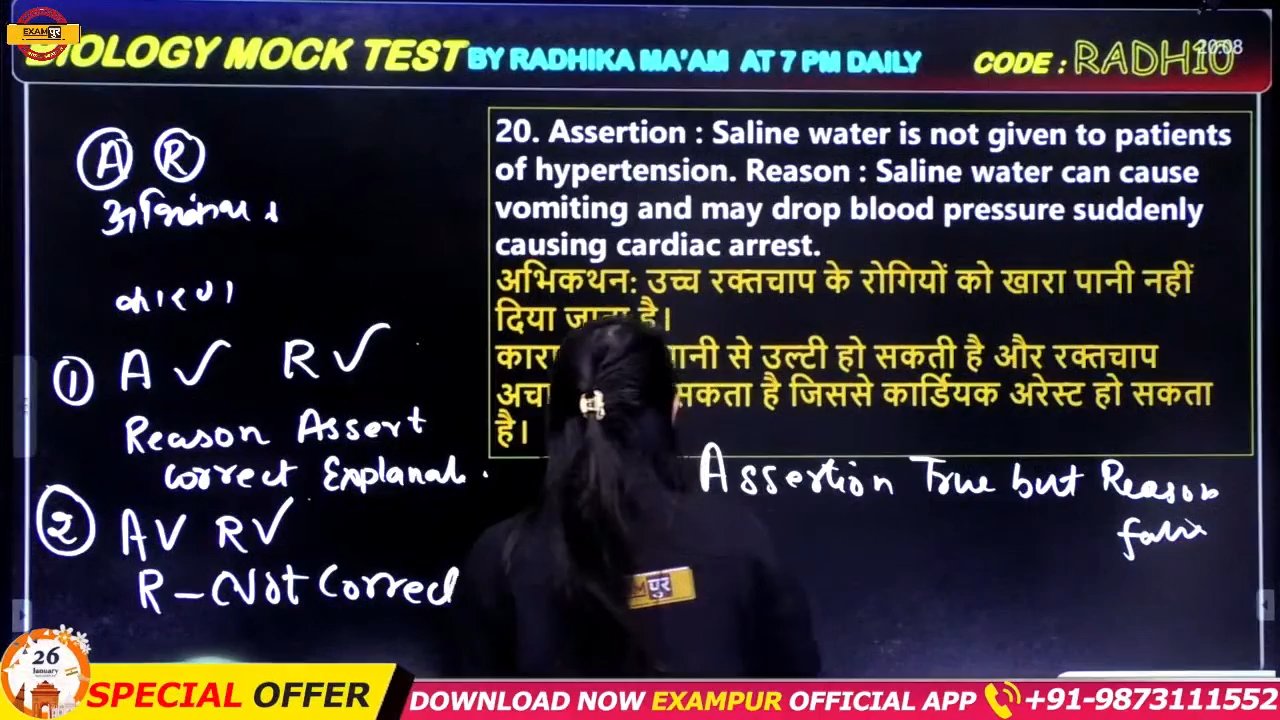 EXAMपुर
BIOLOGY MOCK TEST BY RADHIKA MA'AM AT 7 PM DAILY CODE : RADHIO
20:08
A R
कारण
20. Assertion : Saline water is not given to patients
of hypertension. Reason : Saline water can cause
vomiting and may drop blood pressure suddenly
causing cardiac arrest.
अभिकथन: उच्च रक्तचाप के रोगियों को खारा पानी नहीं
दिया जाता है।
पानी से उल्टी हो सकती है और रक्तचाप
सकता है जिससे कार्डियक अरेस्ट हो सकता
है।
1 A ✓ R ✓
Reason Assert
Correct Explanat.
2 A✓ R✓
R - Not Correct
Assertion True but Reason
false
पुर
26
January
SPECIAL OFFER
DOWNLOAD NOW EXAMPUR OFFICIAL APP +91-9873111552